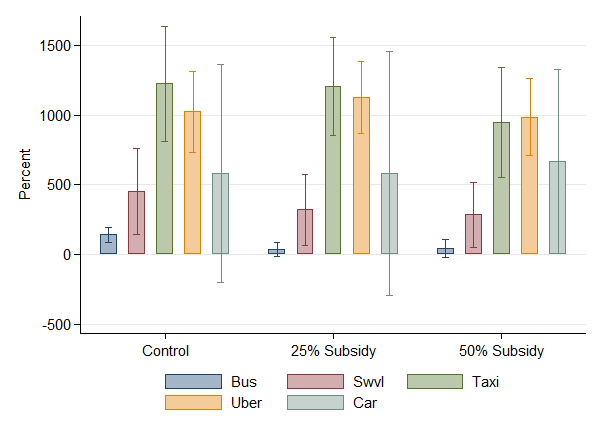 Percent
1500
1000
500
0
-500
Control 25% Subsidy 50% Subsidy
Bus Swvl Taxi
Uber Car